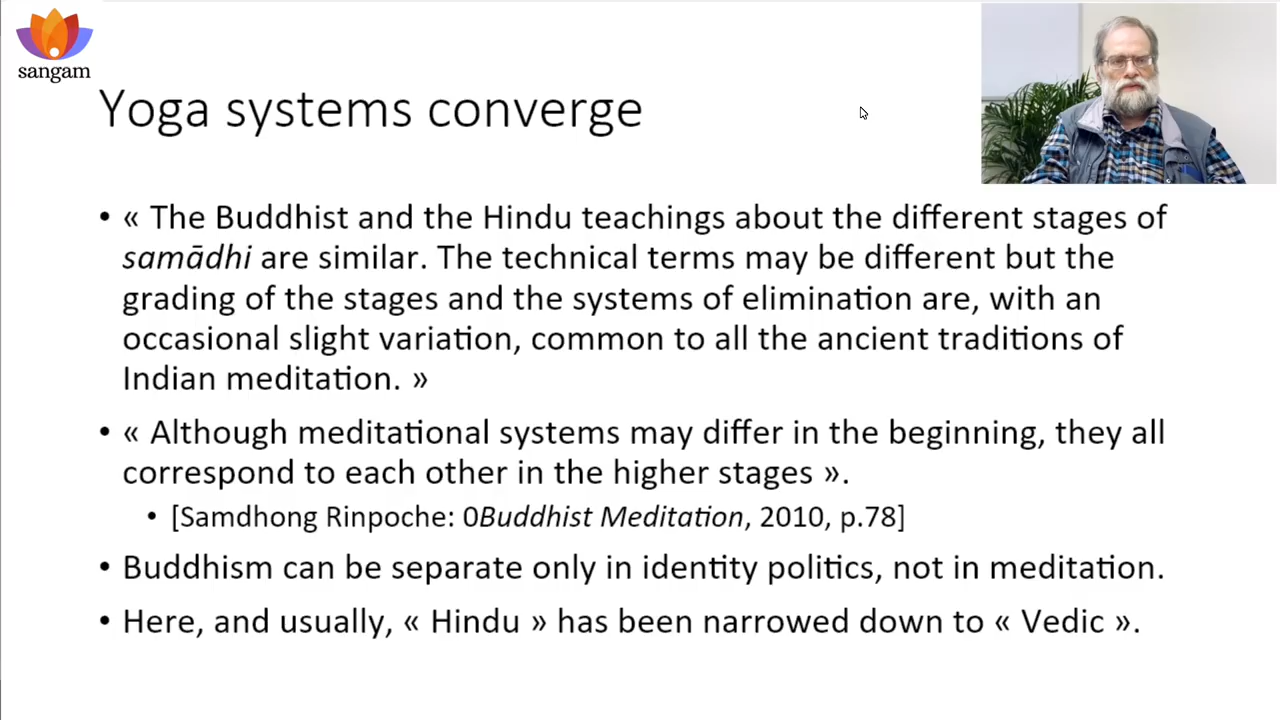 sangam
Yoga systems converge
• « The Buddhist and the Hindu teachings about the different stages of
samādhi are similar. The technical terms may be different but the
grading of the stages and the systems of elimination are, with an
occasional slight variation, common to all the ancient traditions of
Indian meditation. »
• « Although meditational systems may differ in the beginning, they all
correspond to each other in the higher stages ».
• [Samdhong Rinpoche: 0Buddhist Meditation, 2010, p.78]
• Buddhism can be separate only in identity politics, not in meditation.
• Here, and usually, « Hindu » has been narrowed down to « Vedic ».